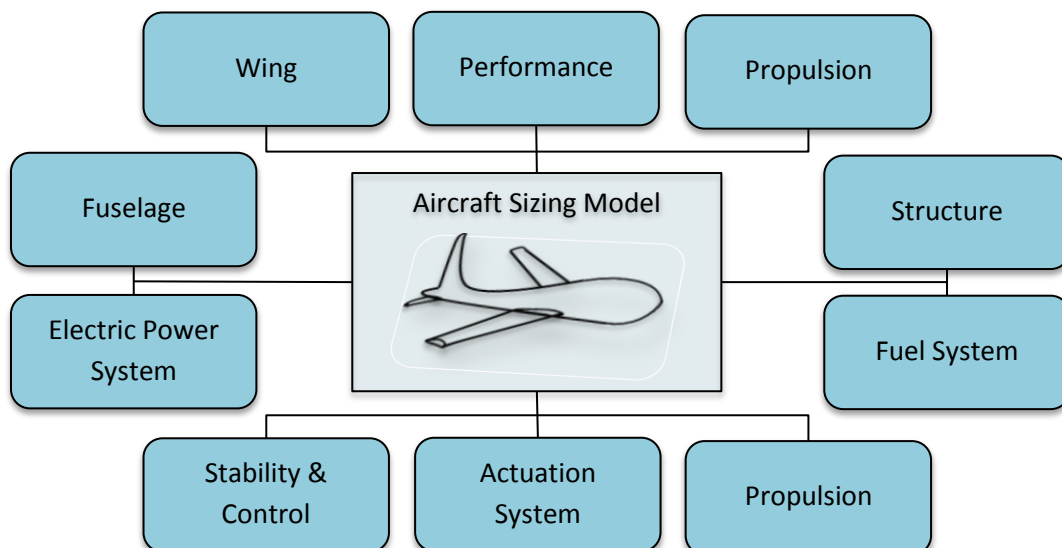 Wing
Performance
Propulsion
Fuselage
Aircraft Sizing Model
Structure
Electric Power
System
Fuel System
Stability &
Control
Actuation
System
Propulsion